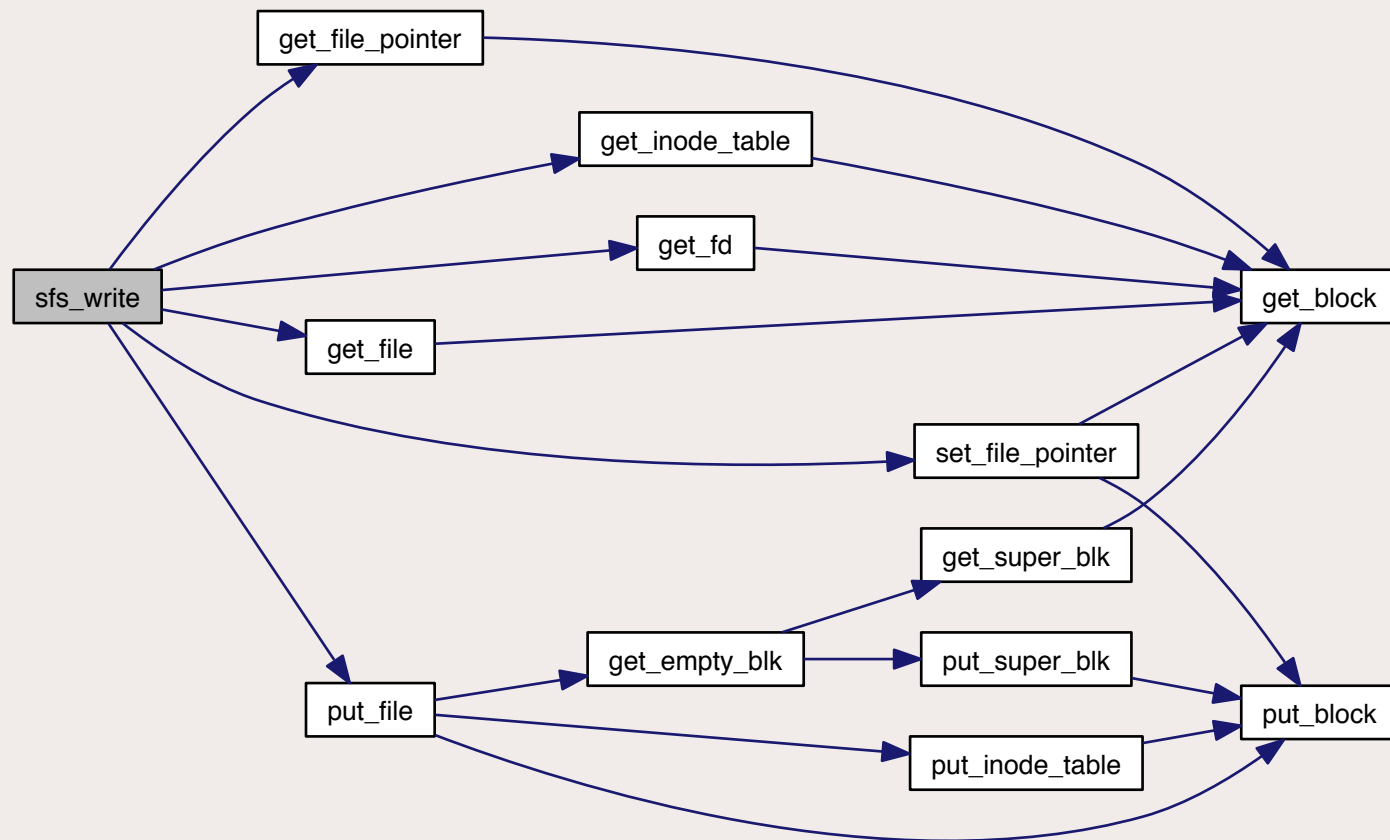 get_file_pointer
get_inode_table
get_fd
sfs_write
get_block
get_file
set_file_pointer
get_super_blk
get_empty_blk
put_super_blk
put_file
put_block
put_inode_table